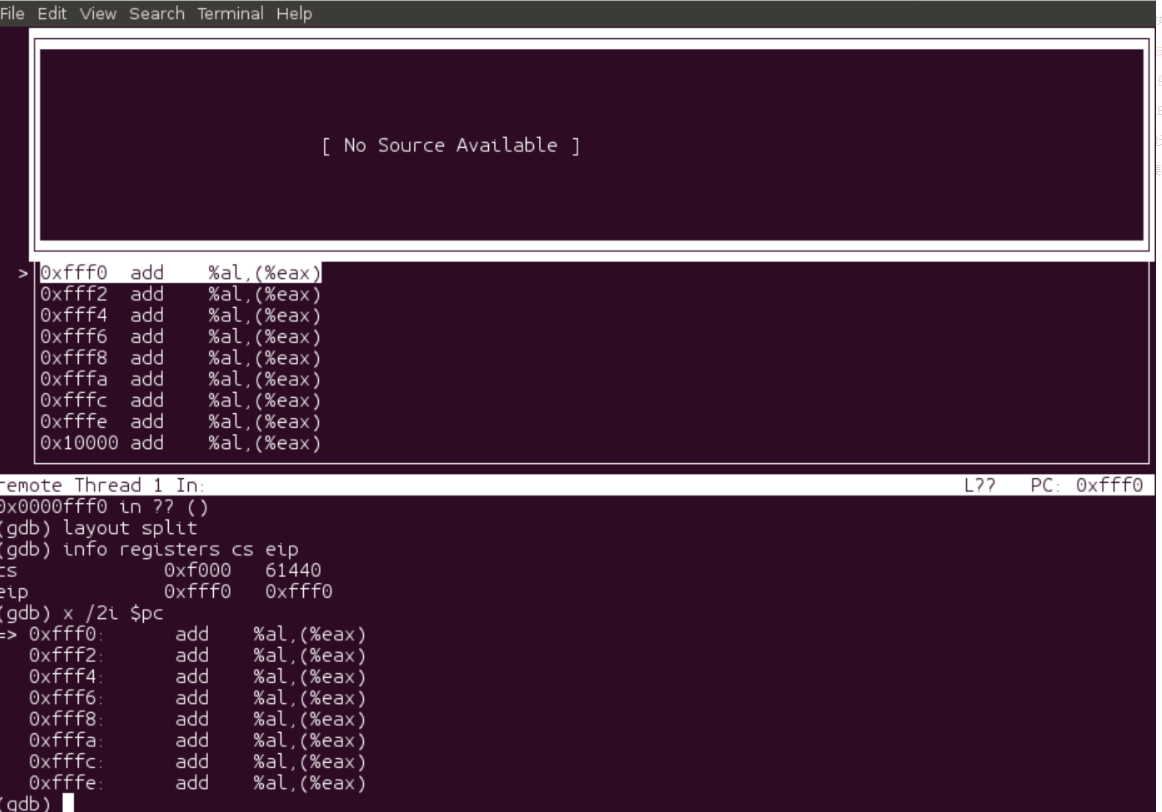 File Edit View Search Terminal Help
[ No Source Available ]
> 0xfff0 add %al,(%eax)
0xfff2 add %al,(%eax)
0xfff4 add %al,(%eax)
0xfff6 add %al,(%eax)
0xfff8 add %al,(%eax)
0xfffa add %al,(%eax)
0xfffc add %al,(%eax)
0xfffe add %al,(%eax)
0x10000 add %al,(%eax)
remote Thread 1 In: L?? PC: 0xfff0
0x0000fff0 in ?? ()
(gdb) layout split
(gdb) info registers cs eip
cs 0xf000 61440
eip 0xfff0 0xfff0
(gdb) x /2i $pc
=> 0xfff0: add %al,(%eax)
0xfff2: add %al,(%eax)
0xfff4: add %al,(%eax)
0xfff6: add %al,(%eax)
0xfff8: add %al,(%eax)
0xfffa: add %al,(%eax)
0xfffc: add %al,(%eax)
0xfffe: add %al,(%eax)
(gdb)